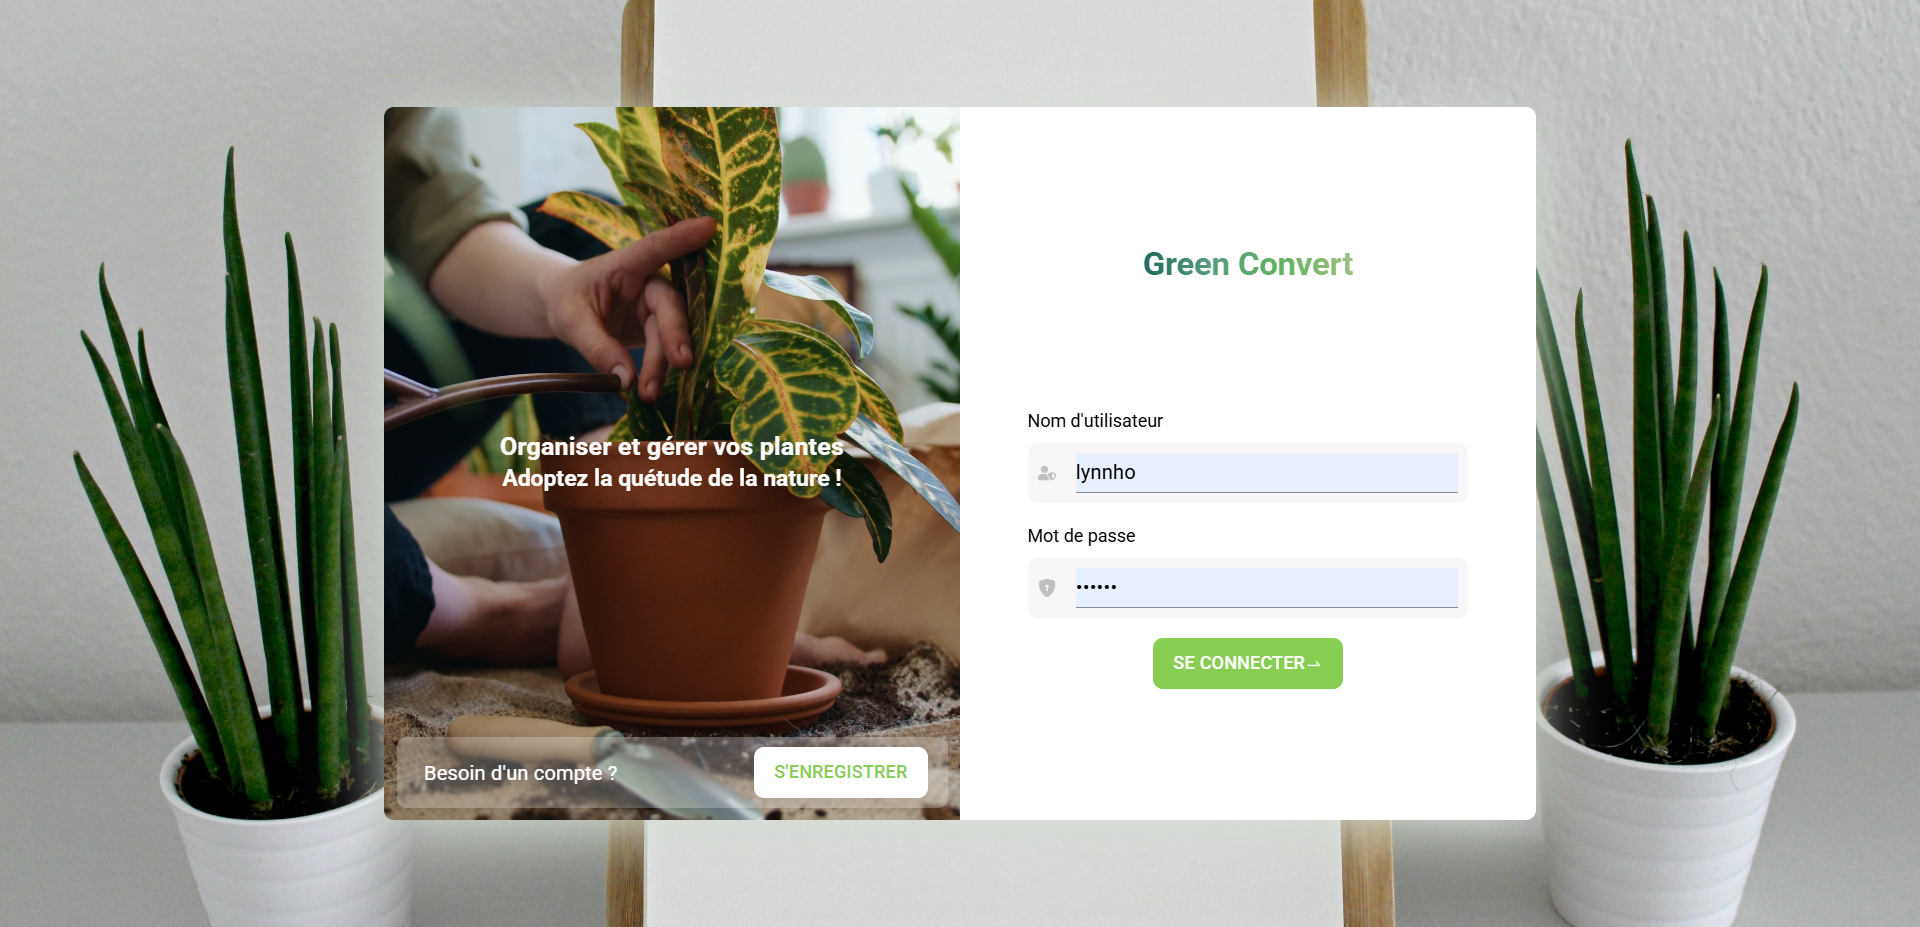 Organiser et gérer vos plantes
Adoptez la quétude de la nature !
Besoin d'un compte ?
S'ENREGISTRER
Green Convert
Nom d'utilisateur
lynnho
Mot de passe
••••••
SE CONNECTER⇀